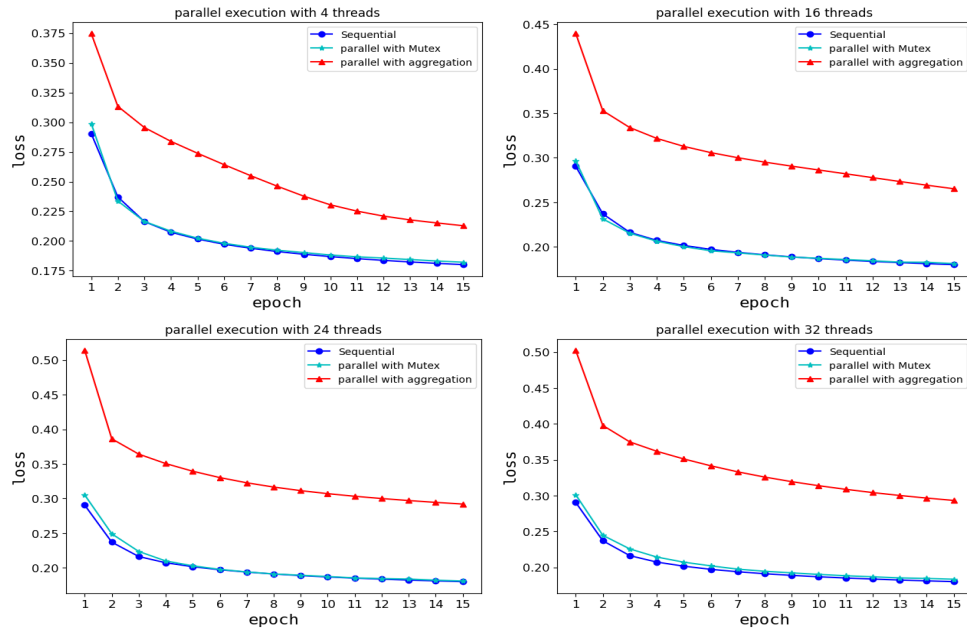 parallel execution with 4 threads
0.375
0.350
0.325
0.300
0.275
0.250
0.225
0.200
0.175
loss
Sequential
parallel with Mutex
parallel with aggregation
1 2 3 4 5 6 7 8 9 10 11 12 13 14 15
epoch
parallel execution with 16 threads
0.45
0.40
0.35
0.30
0.25
0.20
loss
Sequential
parallel with Mutex
parallel with aggregation
1 2 3 4 5 6 7 8 9 10 11 12 13 14 15
epoch
parallel execution with 24 threads
0.50
0.45
0.40
0.35
0.30
0.25
0.20
loss
Sequential
parallel with Mutex
parallel with aggregation
1 2 3 4 5 6 7 8 9 10 11 12 13 14 15
epoch
parallel execution with 32 threads
0.50
0.45
0.40
0.35
0.30
0.25
0.20
loss
Sequential
parallel with Mutex
parallel with aggregation
1 2 3 4 5 6 7 8 9 10 11 12 13 14 15
epoch